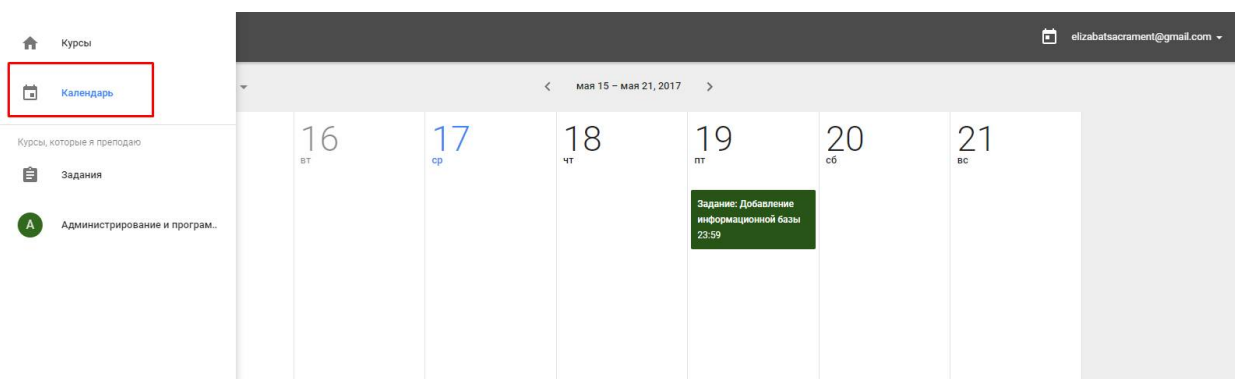 Курсы
Календарь
Курсы, которые я преподаю
Задания
А
Администрирование и програм..
elizabatsacrament@gmail.com
мая 15 – мая 21, 2017
16
вт
17
ср
18
чт
19
пт
20
сб
21
вс
Задание: Добавление
информационной базы
23:59